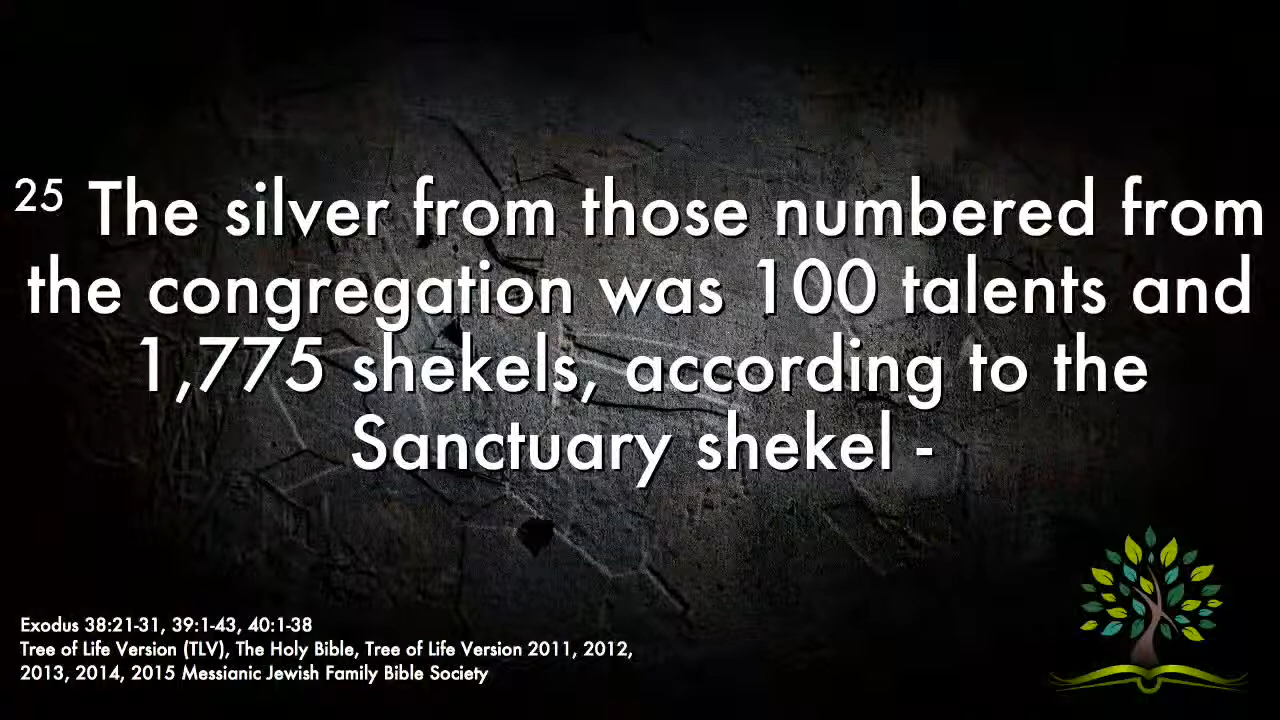 25 The silver from those numbered from
the congregation was 100 talents and
1,775 shekels, according to the
Sanctuary shekel -
Exodus 38:21-31, 39:1-43, 40:1-38
Tree of Life Version (TLV), The Holy Bible, Tree of Life Version 2011, 2012,
2013, 2014, 2015 Messianic Jewish Family Bible Society